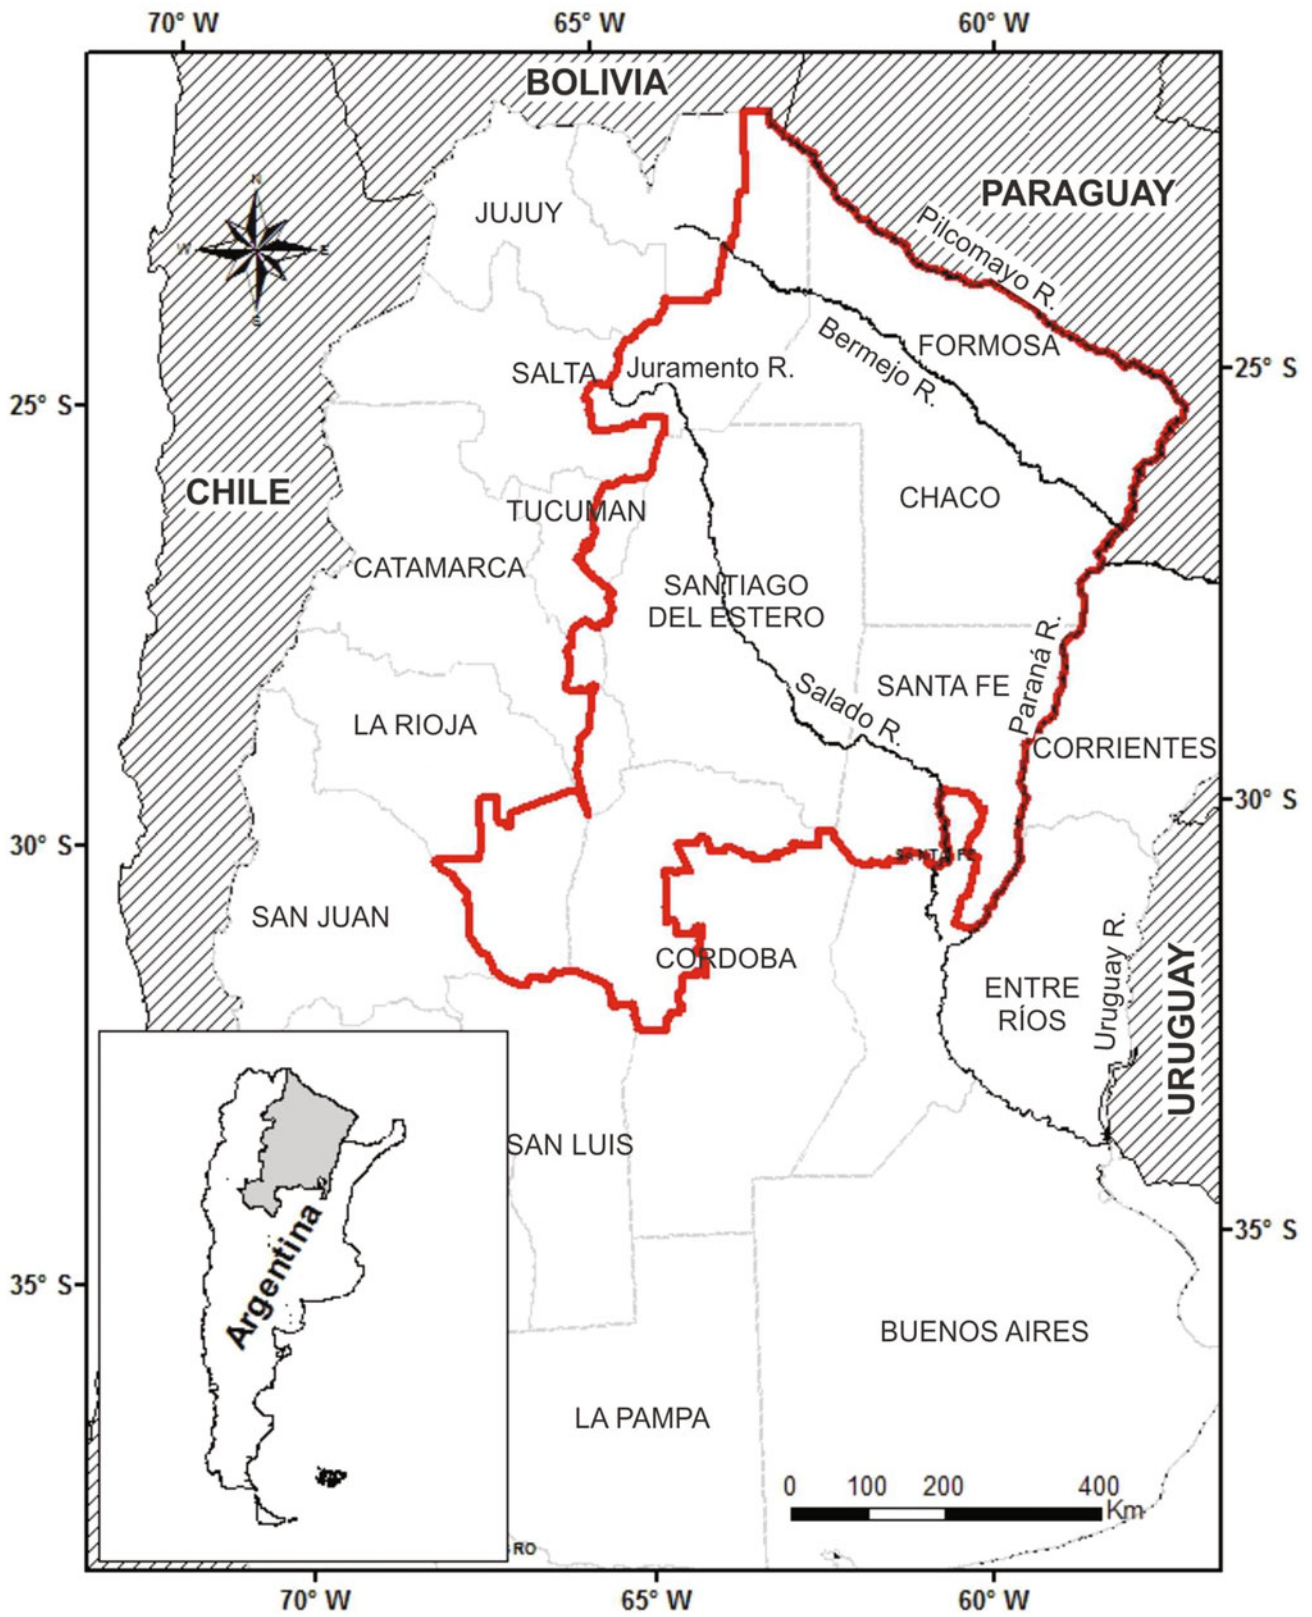 70° W
65° W
60° W
BOLIVIA
PARAGUAY
JUJUY
N
W
E
S
Pilcomayo R.
Bermejo R.
FORMOSA
SALTA
Juramento R.
25° S
25° S
CHILE
CHACO
TUCUMAN
CATAMARCA
SANTIAGO
DEL ESTERO
SANTA FE
Paraná R.
Salado R.
LA RIOJA
CORRIENTES
30° S
30° S
SANTA FE
SAN JUAN
CORDOBA
ENTRE
RÍOS
Uruguay R.
URUGUAY
SAN LUIS
Argentina
35° S
35° S
BUENOS AIRES
LA PAMPA
0 100 200 400
Km
RO
70° W
65° W
60° W